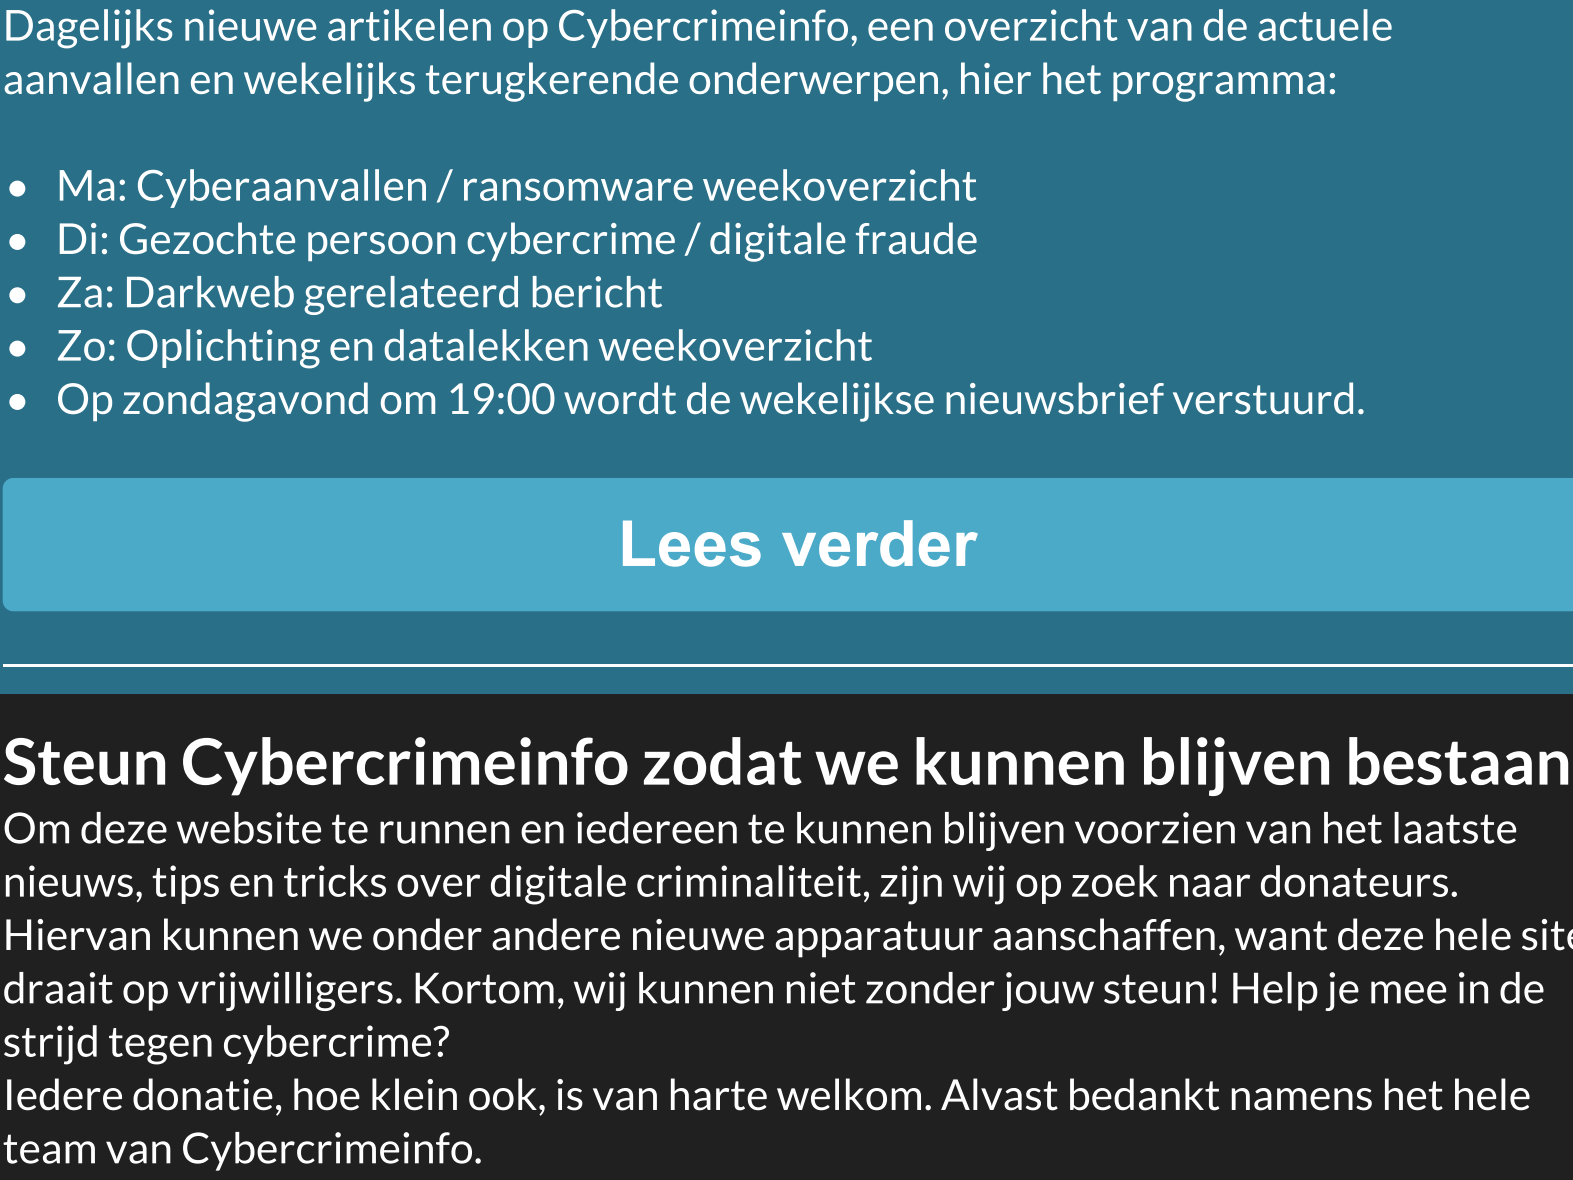 Dagelijks nieuwe artikelen op Cybercrimeinfo, een overzicht van de actuele
aanvallen en wekelijks terugkerende onderwerpen, hier het programma:
• Ma: Cyberaanvallen / ransomware weekoverzicht
• Di: Gezochte persoon cybercrime / digitale fraude
• Za: Darkweb gerelateerd bericht
• Zo: Oplichting en datalekken weekoverzicht
• Op zondagavond om 19:00 wordt de wekelijkse nieuwsbrief verstuurd.
Lees verder
Steun Cybercrimeinfo zodat we kunnen blijven bestaan
Om deze website te runnen en iedereen te kunnen blijven voorzien van het laatste
nieuws, tips en tricks over digitale criminaliteit, zijn wij op zoek naar donateurs.
Hiervan kunnen we onder andere nieuwe apparatuur aanschaffen, want deze hele site
draait op vrijwilligers. Kortom, wij kunnen niet zonder jouw steun! Help je mee in de
strijd tegen cybercrime?
Iedere donatie, hoe klein ook, is van harte welkom. Alvast bedankt namens het hele
team van Cybercrimeinfo.